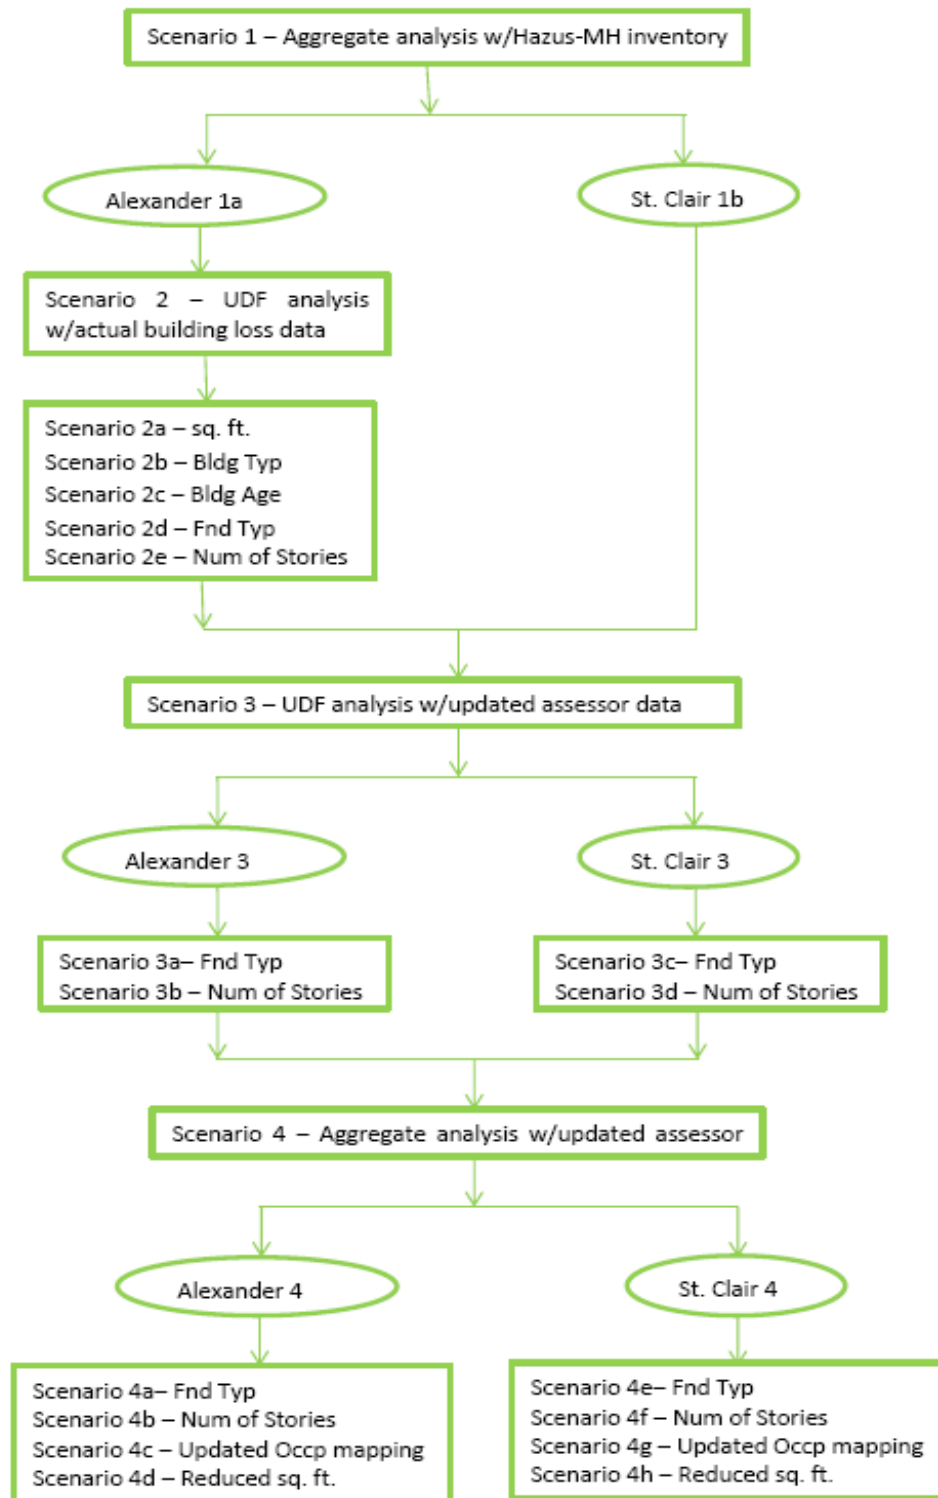 Scenario 1 – Aggregate analysis w/Hazus-MH inventory
Alexander 1a
St. Clair 1b
Scenario 2 – UDF analysis
w/actual building loss data
Scenario 2a – sq. ft.
Scenario 2b – Bldg Typ
Scenario 2c – Bldg Age
Scenario 2d – Fnd Typ
Scenario 2e – Num of Stories
Scenario 3 – UDF analysis w/updated assessor data
Alexander 3
St. Clair 3
Scenario 3a– Fnd Typ
Scenario 3b – Num of Stories
Scenario 3c– Fnd Typ
Scenario 3d – Num of Stories
Scenario 4 – Aggregate analysis w/updated assessor
Alexander 4
St. Clair 4
Scenario 4a– Fnd Typ
Scenario 4b – Num of Stories
Scenario 4c – Updated Occp mapping
Scenario 4d – Reduced sq. ft.
Scenario 4e– Fnd Typ
Scenario 4f – Num of Stories
Scenario 4g – Updated Occp mapping
Scenario 4h – Reduced sq. ft.